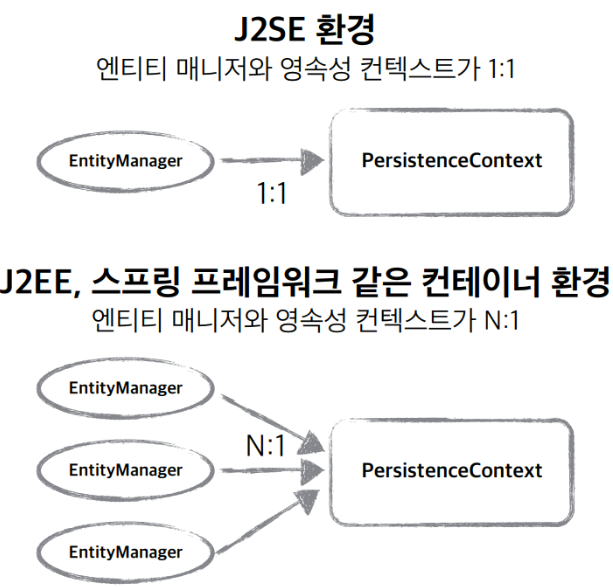 J2SE 환경
엔티티 매니저와 영속성 컨텍스트가 1:1
EntityManager
PersistenceContext
1:1
J2EE, 스프링 프레임워크 같은 컨테이너 환경
엔티티 매니저와 영속성 컨텍스트가 N:1
EntityManager
N:1
EntityManager
PersistenceContext
EntityManager